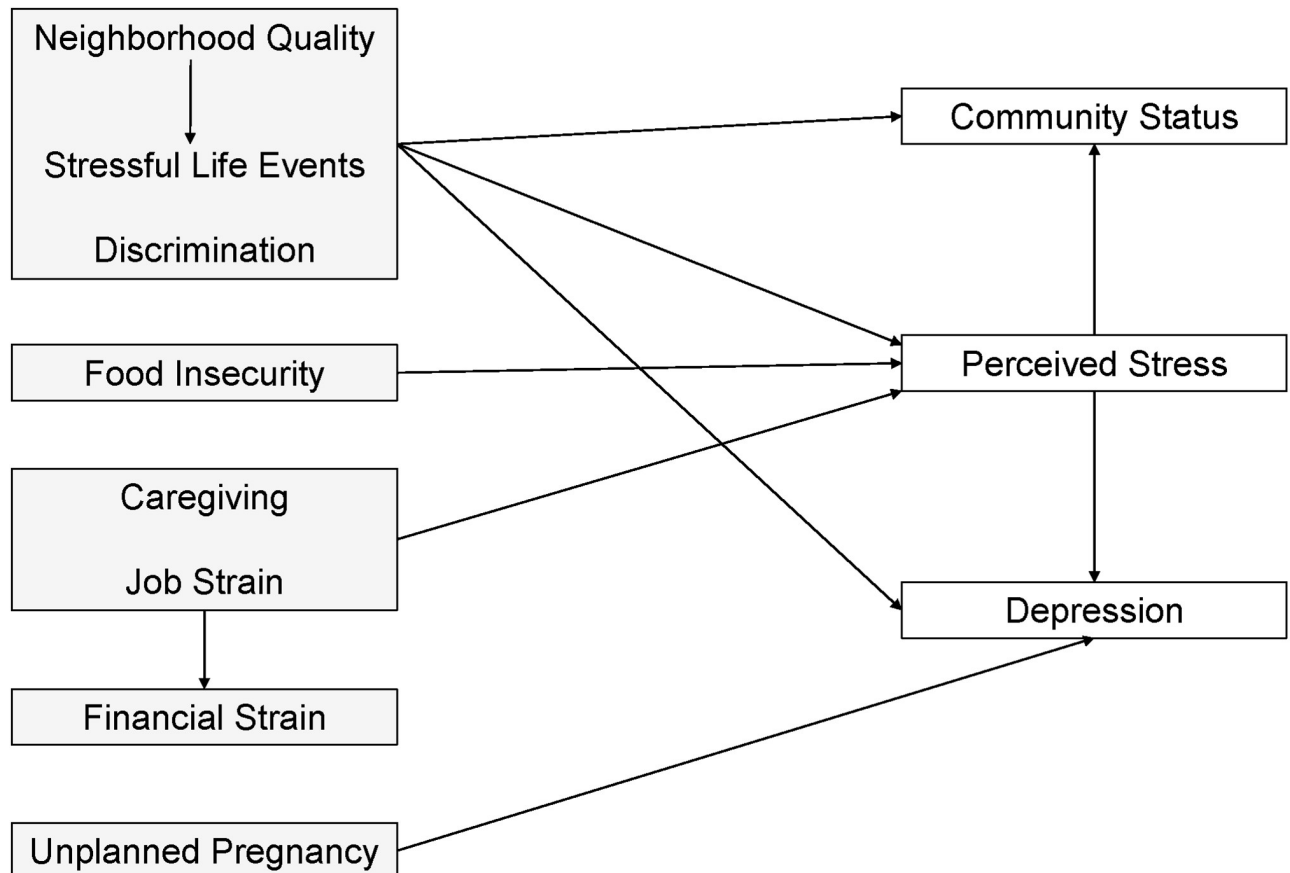 Neighborhood Quality
Stressful Life Events
Discrimination
Food Insecurity
Caregiving
Job Strain
Financial Strain
Unplanned Pregnancy
Community Status
Perceived Stress
Depression